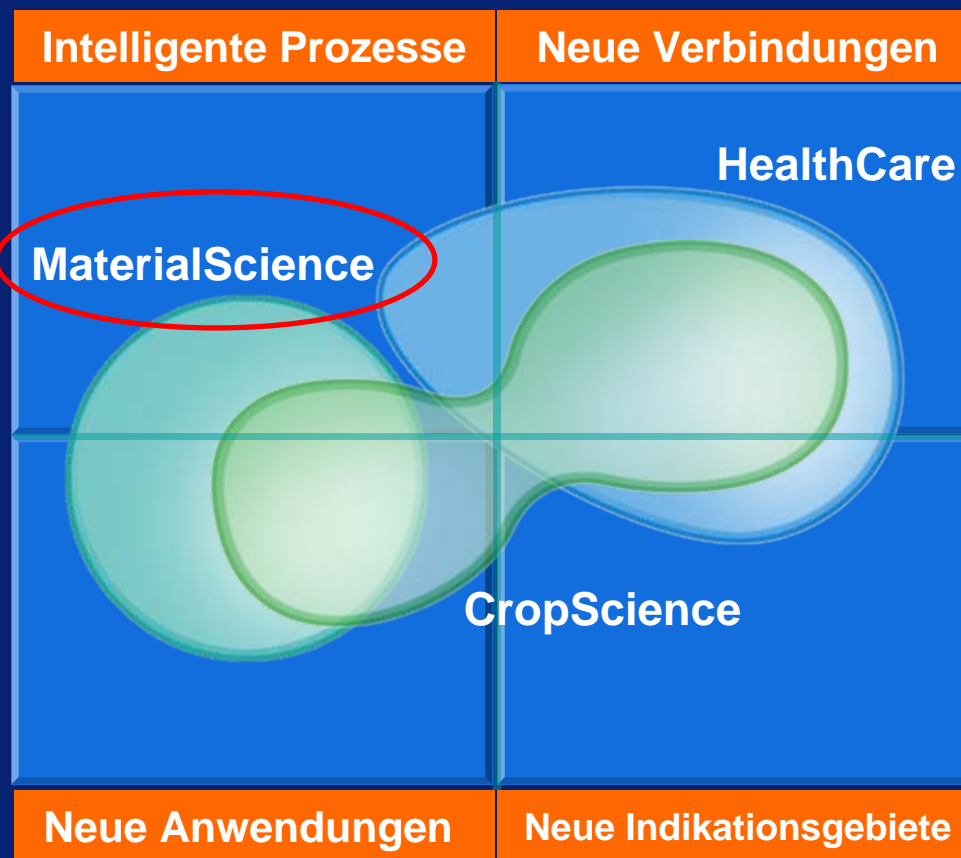 Intelligente Prozesse
Neue Verbindungen
HealthCare
MaterialScience
CropScience
Neue Anwendungen
Neue Indikationsgebiete